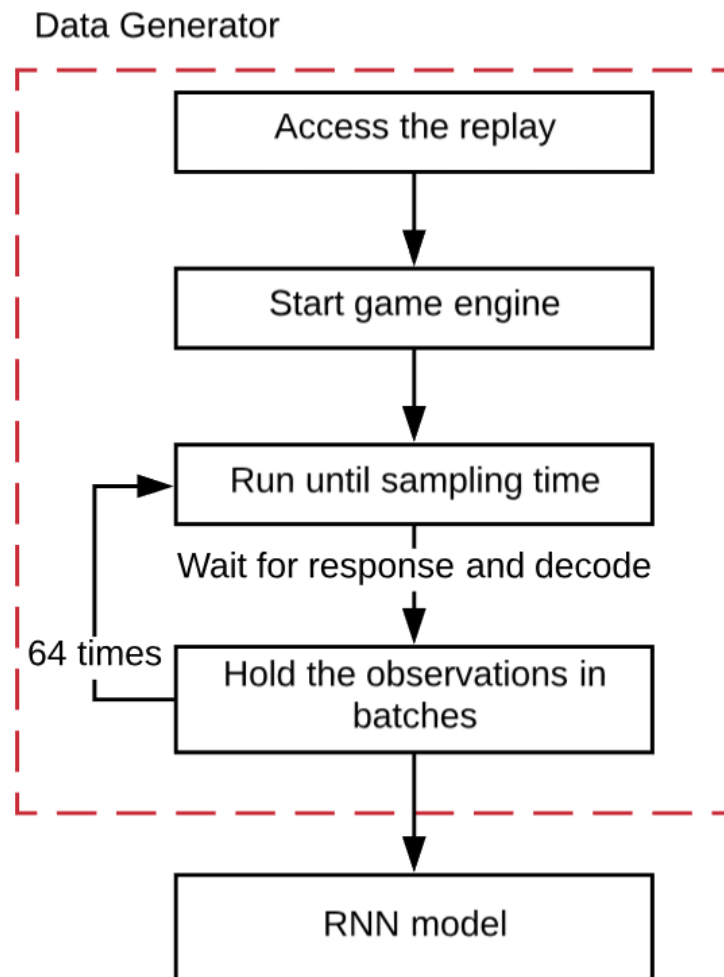 Data Generator
Access the replay
Start game engine
Run until sampling time
Wait for response and decode
64 times
Hold the observations in
batches
RNN model